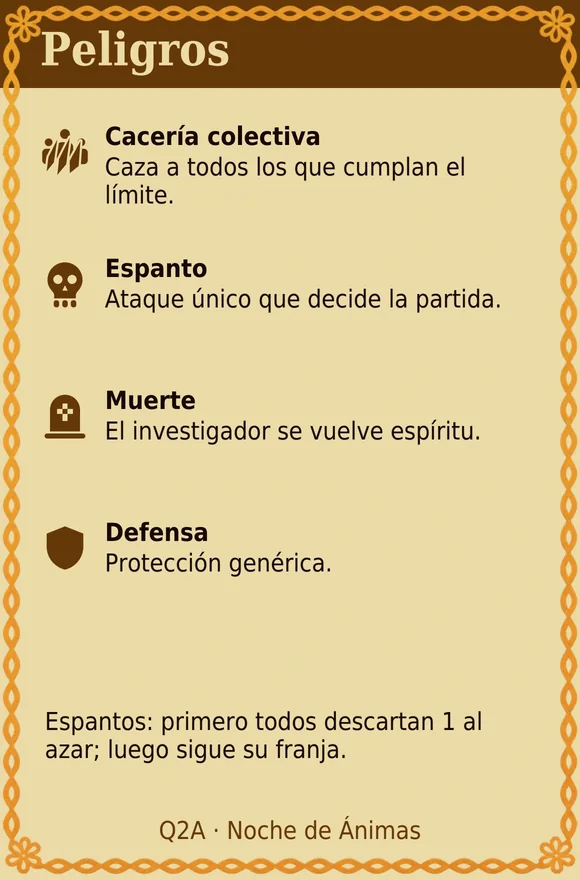 Peligros
Cacería colectiva
Caza a todos los que cumplan el
límite.
Espanto
Ataque único que decide la partida.
Muerte
El investigador se vuelve espíritu.
Defensa
Protección genérica.
Espantos: primero todos descartan 1 al
azar; luego sigue su franja.
Q2A · Noche de Ánimas